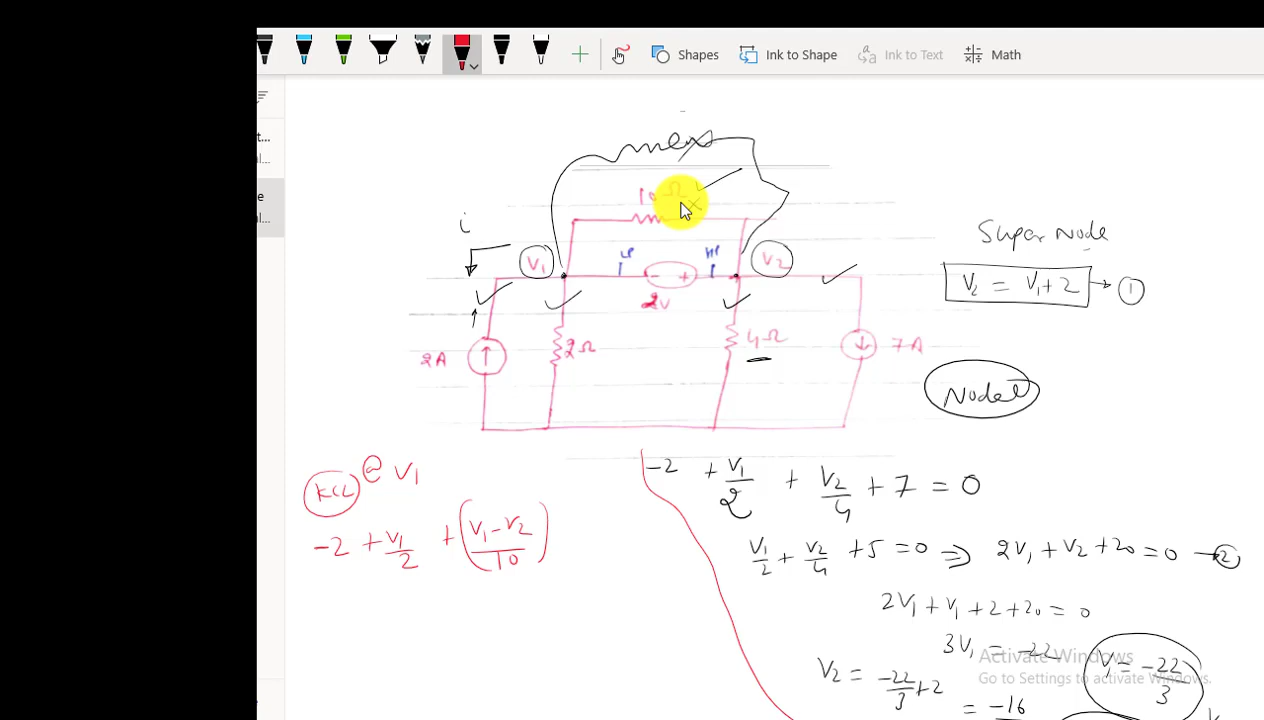 Shapes
Ink to Shape
Ink to Text
Math
10 Ω
i
V1
V2
- +
2V
2A
2Ω
4Ω
7A
Super Node
V2 = V1+2 → 1
Nodal
KCL @ V1
-2 + V1/2 + (V1-V2/10)
-2 + V1/2 + V2/4 + 7 = 0
V1/2 + V2/4 + 5 = 0 ⇒ 2V1 + V2 + 20 = 0 → 2
2V1 + V1 + 2 + 20 = 0
3V1 = -22
V1 = -22/3
V2 = -22/3 + 2
= -16
Activate Windows
Go to Settings to activate Windows.